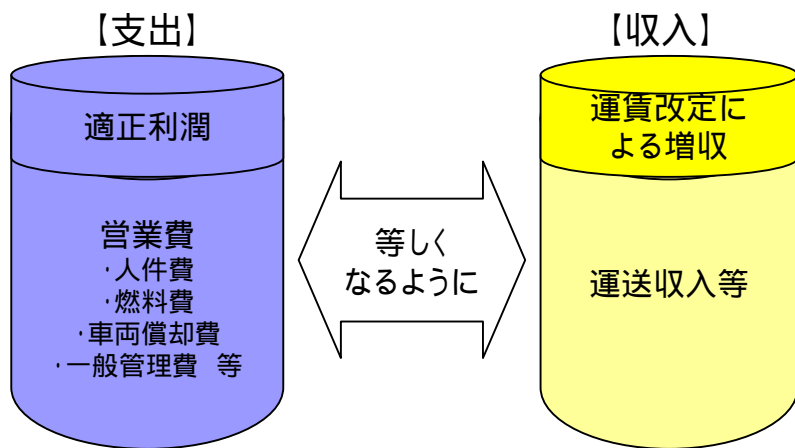 【支出】
適正利潤
営業費
・人件費
・燃料費
・車両償却費
・一般管理費 等
等しく
なるように
【収入】
運賃改定に
よる増収
運送収入等